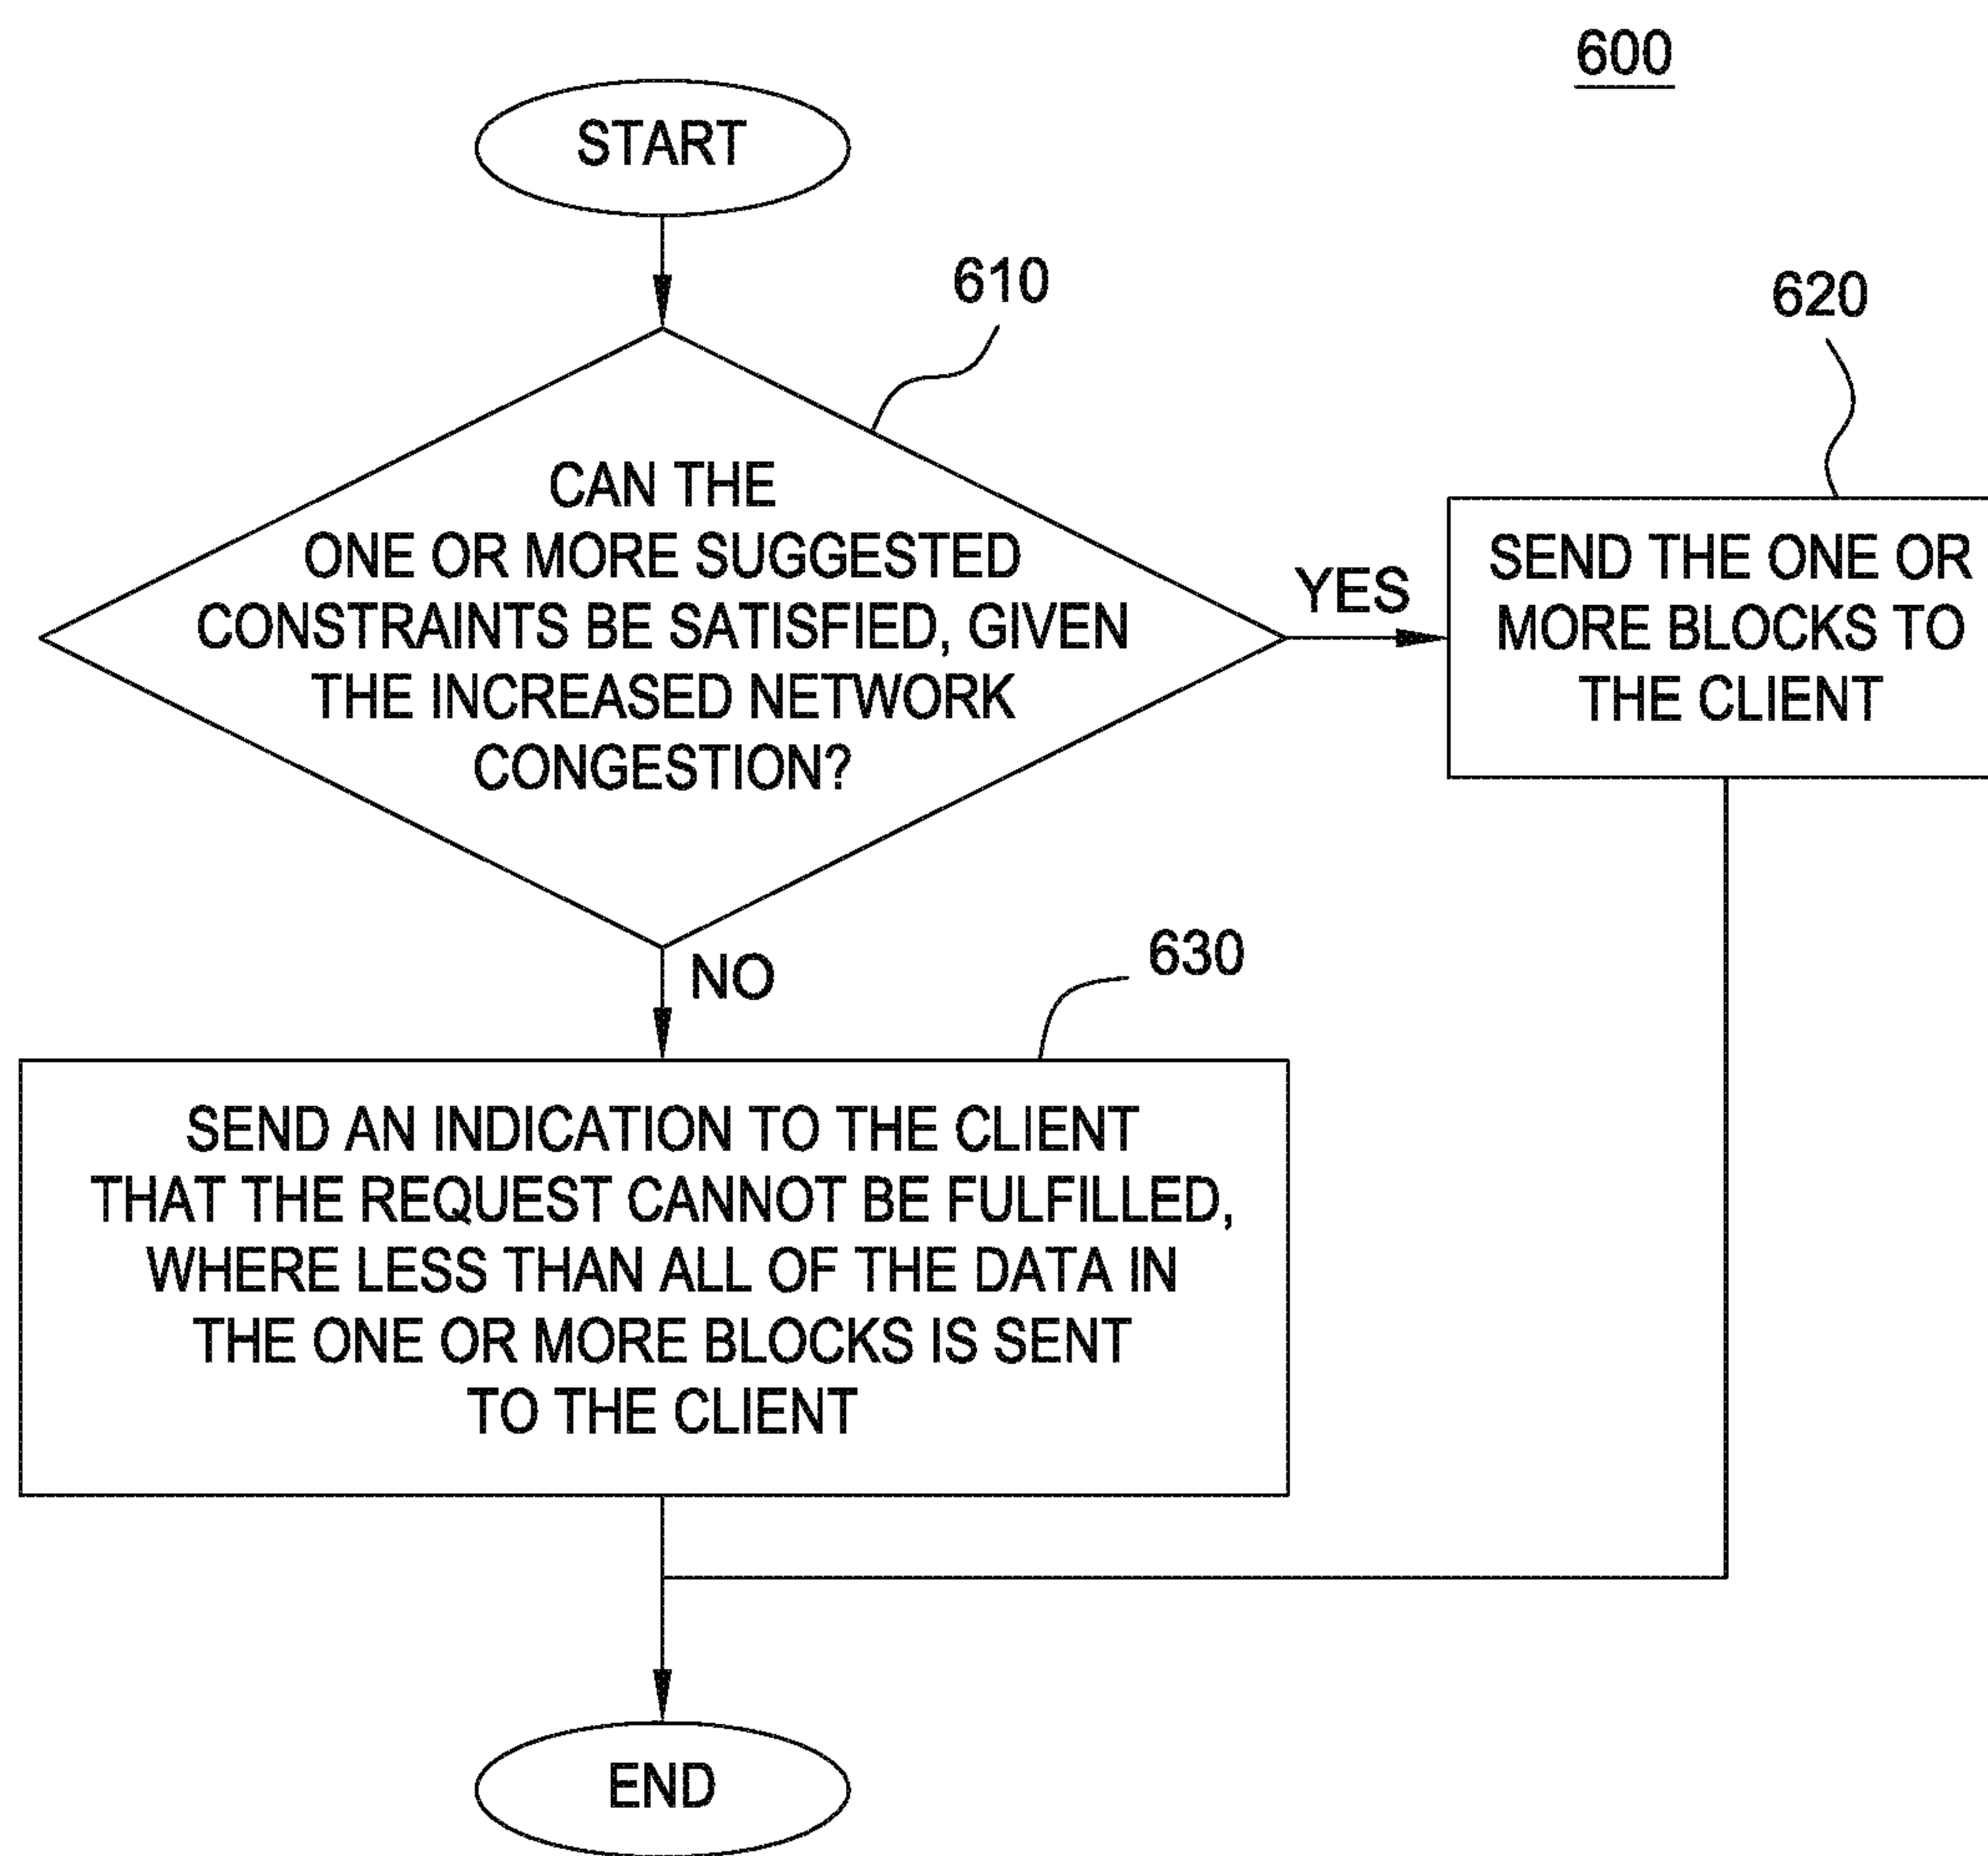 600
START
610
CAN THE
ONE OR MORE SUGGESTED
CONSTRAINTS BE SATISFIED, GIVEN
THE INCREASED NETWORK
CONGESTION?
YES
620
SEND THE ONE OR
MORE BLOCKS TO
THE CLIENT
NO
630
SEND AN INDICATION TO THE CLIENT
THAT THE REQUEST CANNOT BE FULFILLED,
WHERE LESS THAN ALL OF THE DATA IN
THE ONE OR MORE BLOCKS IS SENT
TO THE CLIENT
END